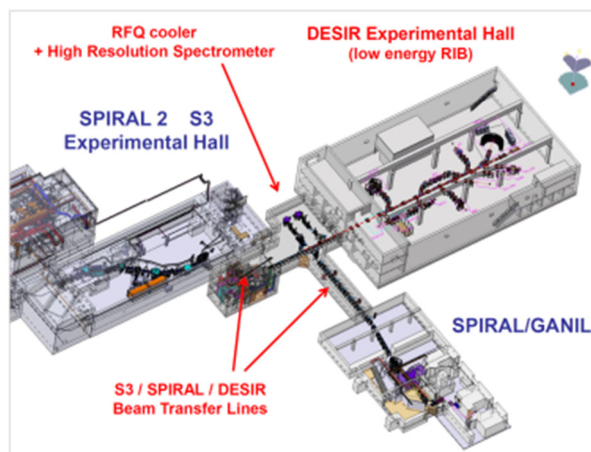 RFQ cooler
+ High Resolution Spectrometer
DESIR Experimental Hall
(low energy RIB)
SPIRAL 2 S3
Experimental Hall
SPIRAL/GANIL
S3 / SPIRAL / DESIR
Beam Transfer Lines